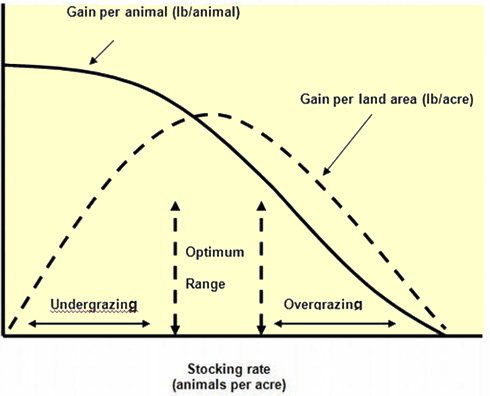 Gain per animal (lb/animal)
Gain per land area (lb/acre)
Optimum
Range
Undergrazing
Overgrazing
Stocking rate
(animals per acre)